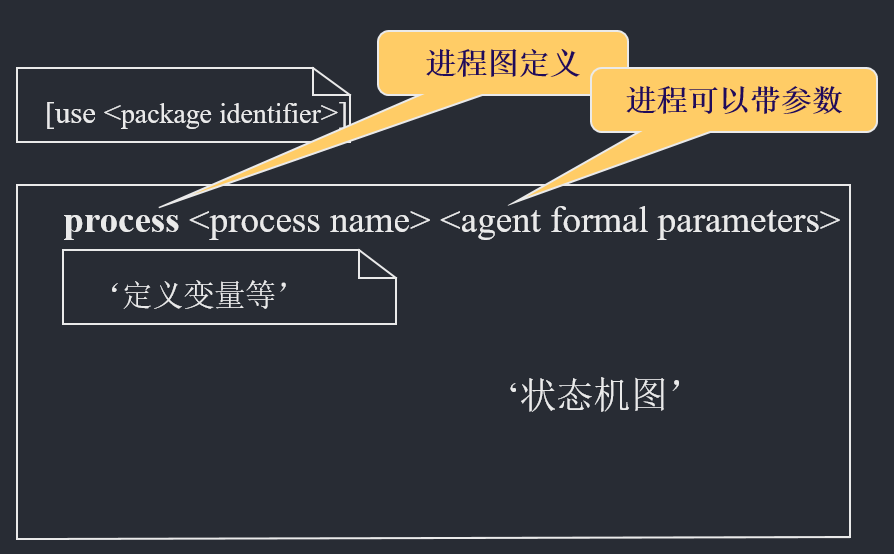 进程图定义
进程可以带参数
[use <package identifier>]
process <process name> <agent formal parameters>
‘定义变量等’
‘状态机图’